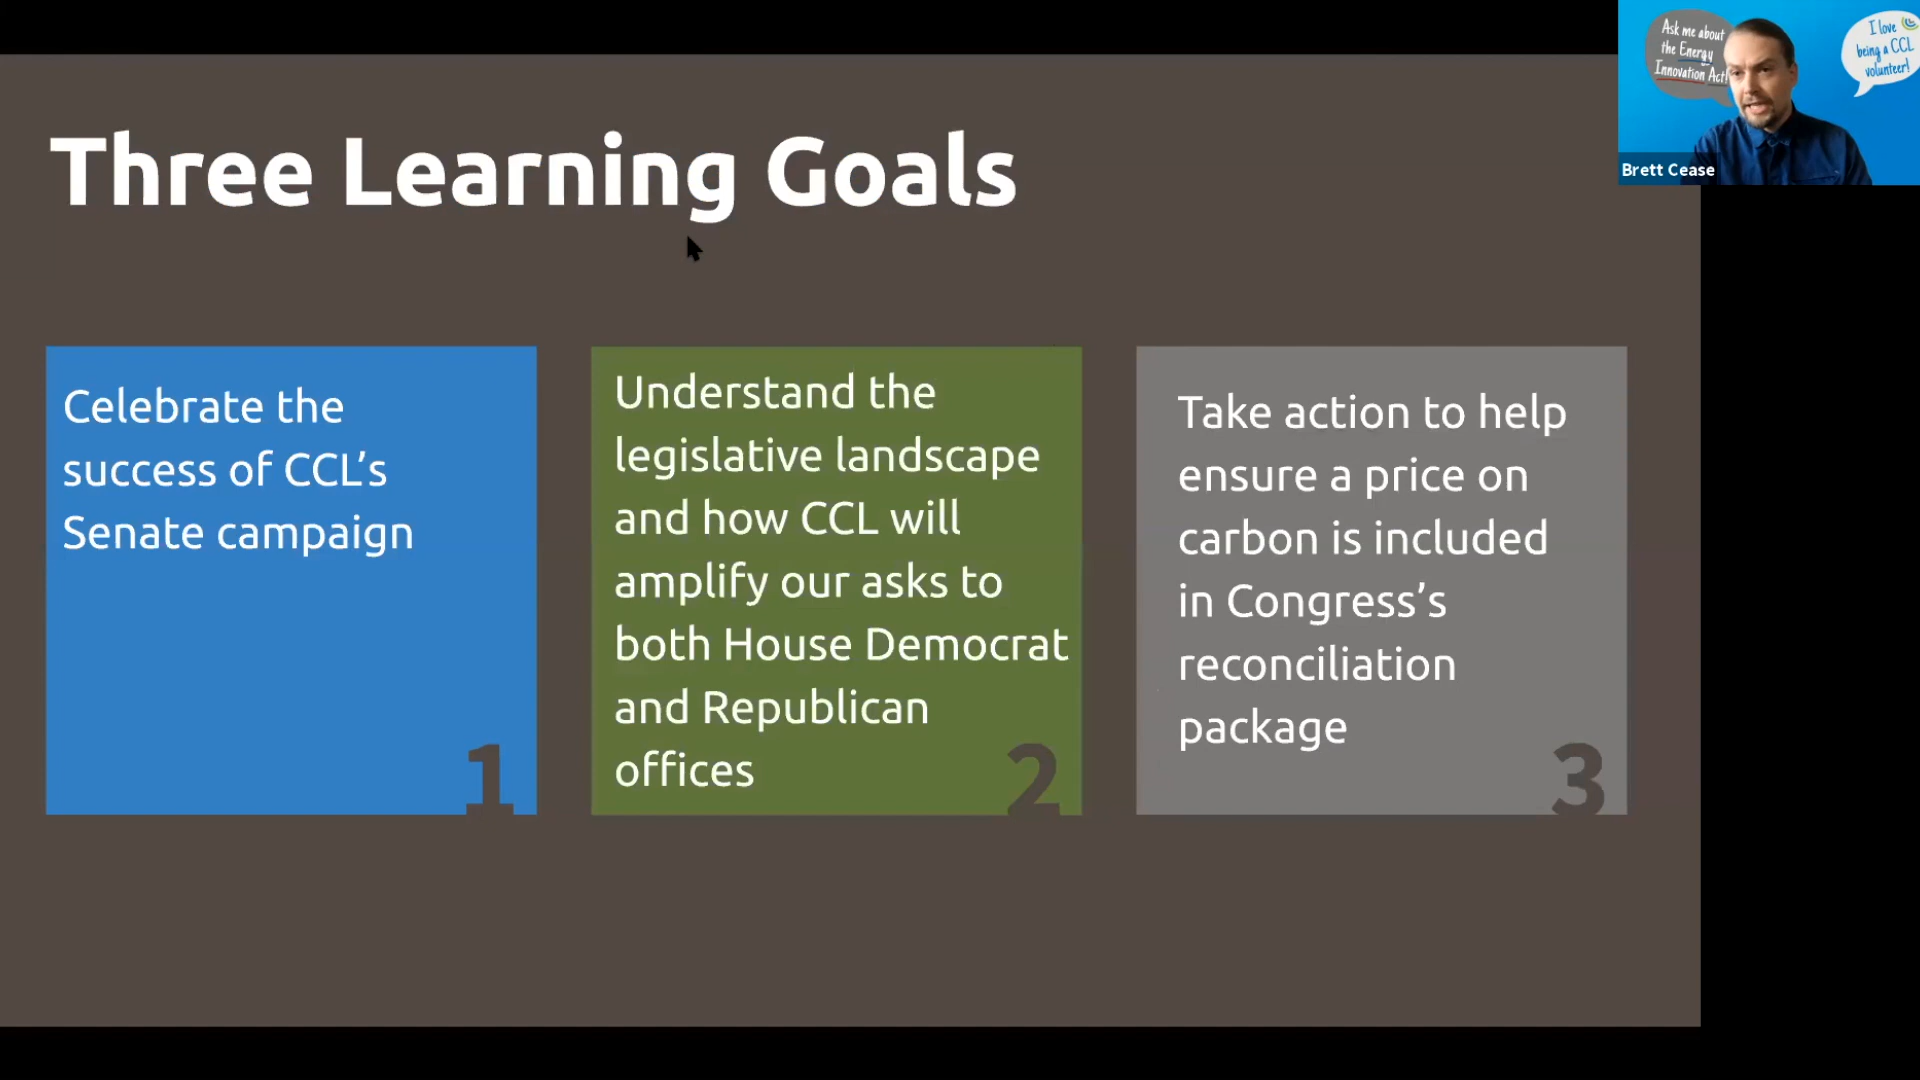 Three Learning Goals
Celebrate the
success of CCL’s
Senate campaign
1
Understand the
legislative landscape
and how CCL will
amplify our asks to
both House Democrat
and Republican
offices
2
Take action to help
ensure a price on
carbon is included
in Congress’s
reconciliation
package
3
Ask me about
the Energy
Innovation Act!
I love
being a CCL
volunteer!
Brett Cease